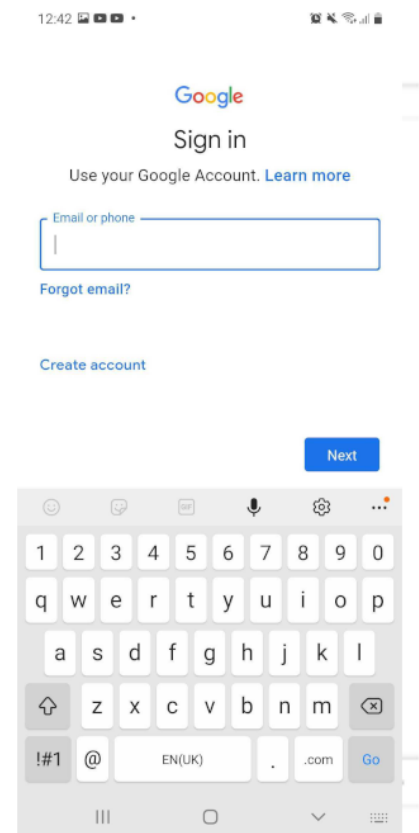 12:42
Google
Sign in
Use your Google Account. Learn more
Email or phone
Forgot email?
Create account
Next
GIF
1 2 3 4 5 6 7 8 9 0
q w e r t y u i o p
a s d f g h j k l
z x c v b n m
!#1 @ EN(UK) . .com Go